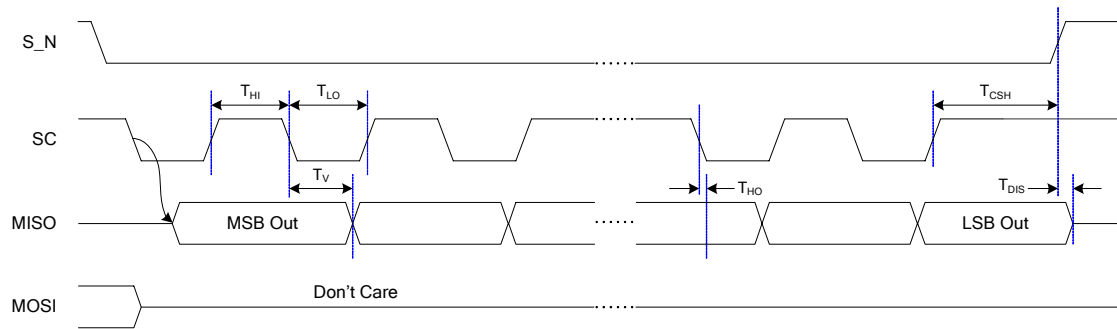 S_N
T_HI
T_LO
T_CSH
SC
T_V
T_HO
T_DIS
MISO
MSB Out
LSB Out
MOSI
Don't Care